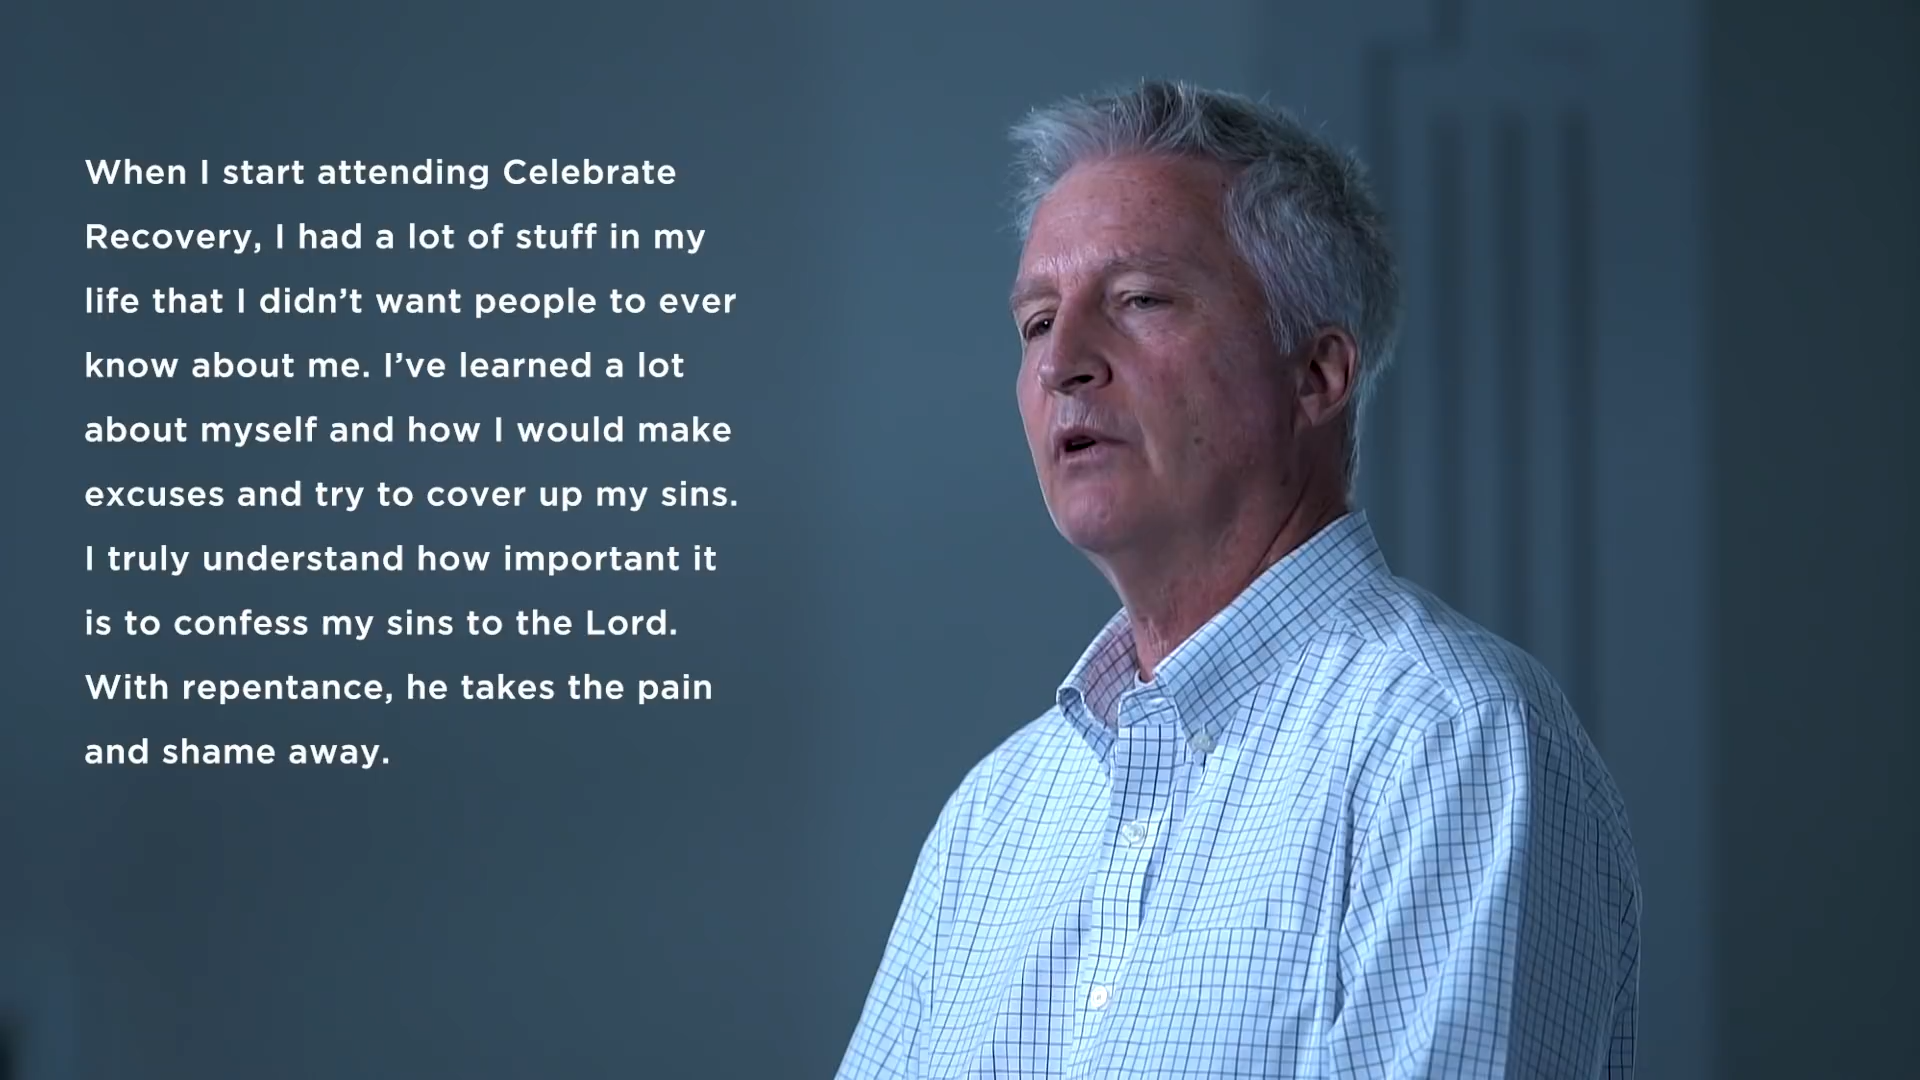 When I start attending Celebrate
Recovery, I had a lot of stuff in my
life that I didn’t want people to ever
know about me. I’ve learned a lot
about myself and how I would make
excuses and try to cover up my sins.
I truly understand how important it
is to confess my sins to the Lord.
With repentance, he takes the pain
and shame away.